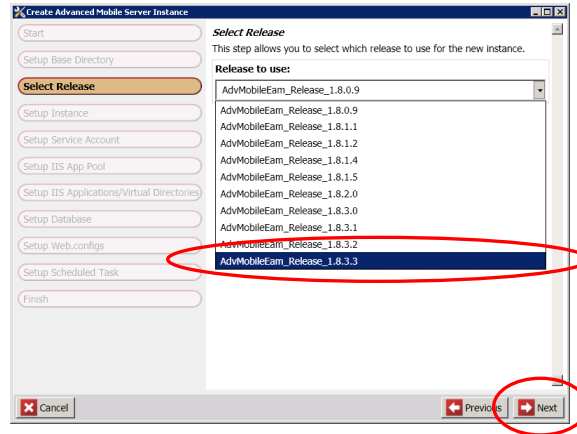 Create Advanced Mobile Server Instance
Start
Setup Base Directory
Select Release
Setup Instance
Setup Service Account
Setup IIS App Pool
Setup IIS Applications/Virtual Directories
Setup Database
Setup Web.configs
Setup Scheduled Task
Finish
Select Release
This step allows you to select which release to use for the new instance.
Release to use:
AdvMobileEam_Release_1.8.0.9
AdvMobileEam_Release_1.8.0.9
AdvMobileEam_Release_1.8.1.1
AdvMobileEam_Release_1.8.1.2
AdvMobileEam_Release_1.8.1.4
AdvMobileEam_Release_1.8.1.5
AdvMobileEam_Release_1.8.2.0
AdvMobileEam_Release_1.8.3.0
AdvMobileEam_Release_1.8.3.1
AdvMobileEam_Release_1.8.3.2
AdvMobileEam_Release_1.8.3.3
Cancel
Previous
Next